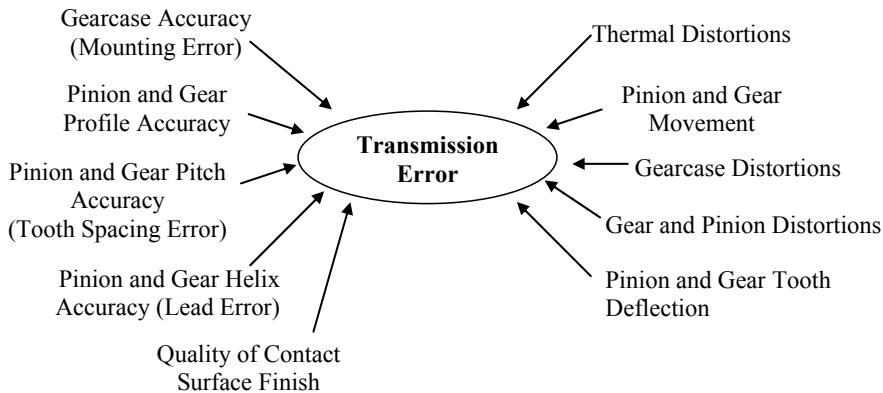 Gearcase Accuracy
(Mounting Error)
Pinion and Gear
Profile Accuracy
Pinion and Gear Pitch
Accuracy
(Tooth Spacing Error)
Pinion and Gear Helix
Accuracy (Lead Error)
Quality of Contact
Surface Finish
Transmission
Error
Thermal Distortions
Pinion and Gear
Movement
Gearcase Distortions
Gear and Pinion Distortions
Pinion and Gear Tooth
Deflection